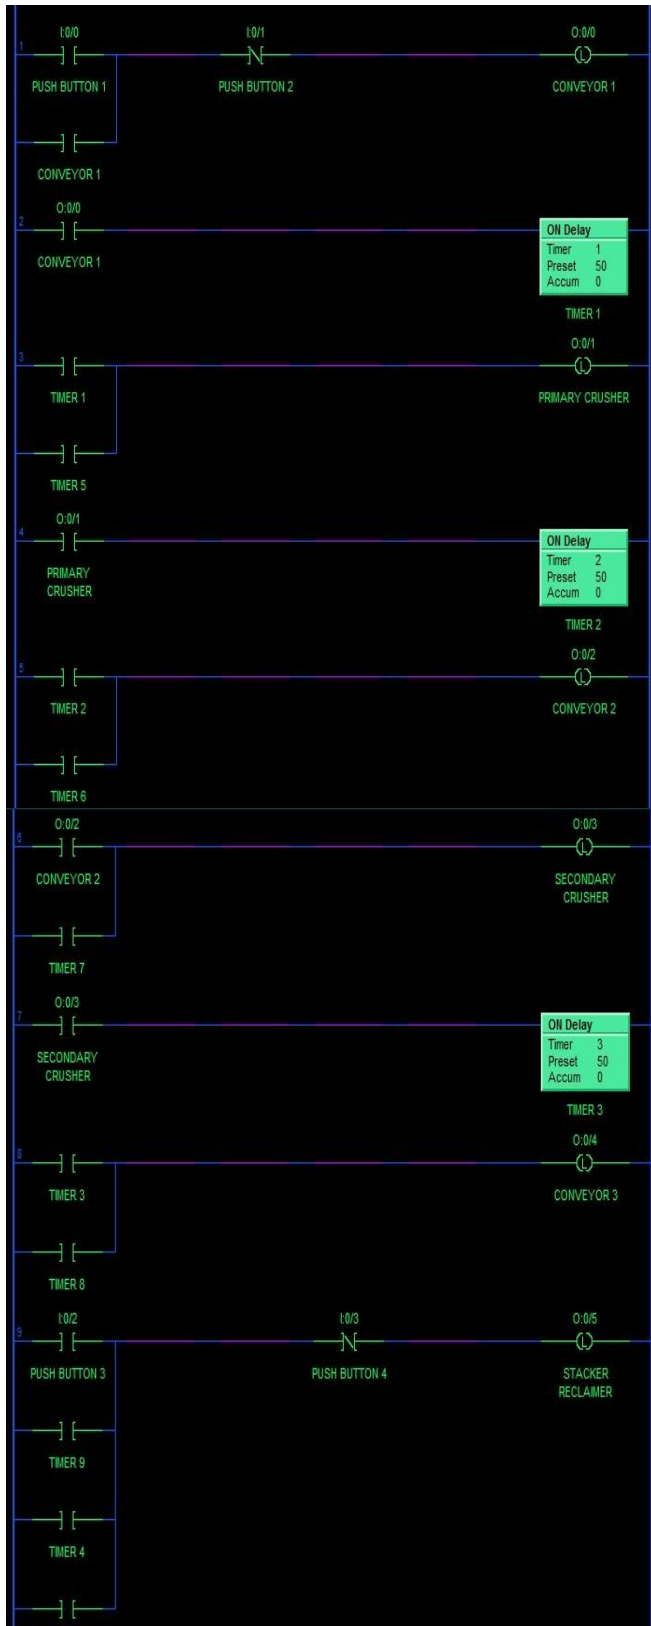 1
I:0/0
I:0/1
O:0/0
L
PUSH BUTTON 1
PUSH BUTTON 2
CONVEYOR 1
CONVEYOR 1
O:0/0
2
CONVEYOR 1
ON Delay
Timer 1
Preset 50
Accum 0
TIMER 1
O:0/1
3
L
TIMER 1
PRIMARY CRUSHER
TIMER 5
O:0/1
4
PRIMARY
CRUSHER
ON Delay
Timer 2
Preset 50
Accum 0
TIMER 2
O:0/2
5
L
TIMER 2
CONVEYOR 2
TIMER 6
O:0/2
O:0/3
6
L
CONVEYOR 2
SECONDARY
CRUSHER
TIMER 7
O:0/3
7
SECONDARY
CRUSHER
ON Delay
Timer 3
Preset 50
Accum 0
TIMER 3
O:0/4
8
L
TIMER 3
CONVEYOR 3
TIMER 8
I:0/2
I:0/3
O:0/5
9
L
PUSH BUTTON 3
PUSH BUTTON 4
STACKER
RECLAIMER
TIMER 9
TIMER 4